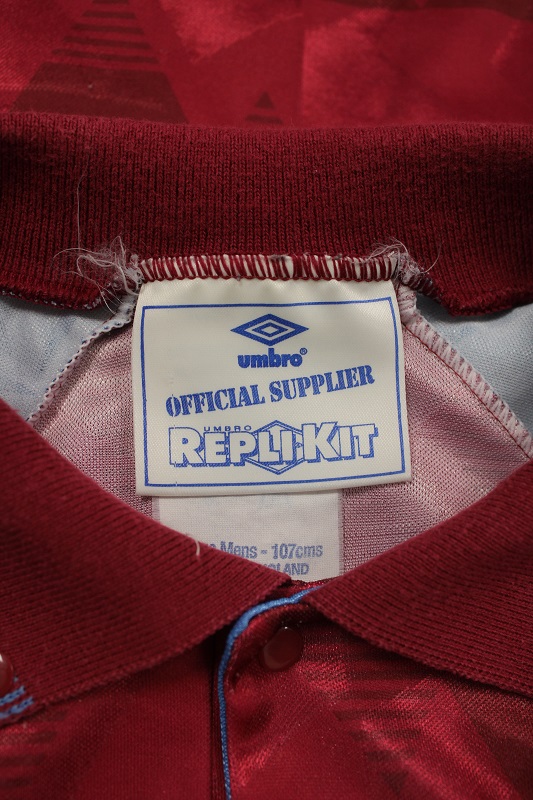 umbro®
OFFICIAL SUPPLIER
UMBRO
REPLI-KIT
Mens - 107cms